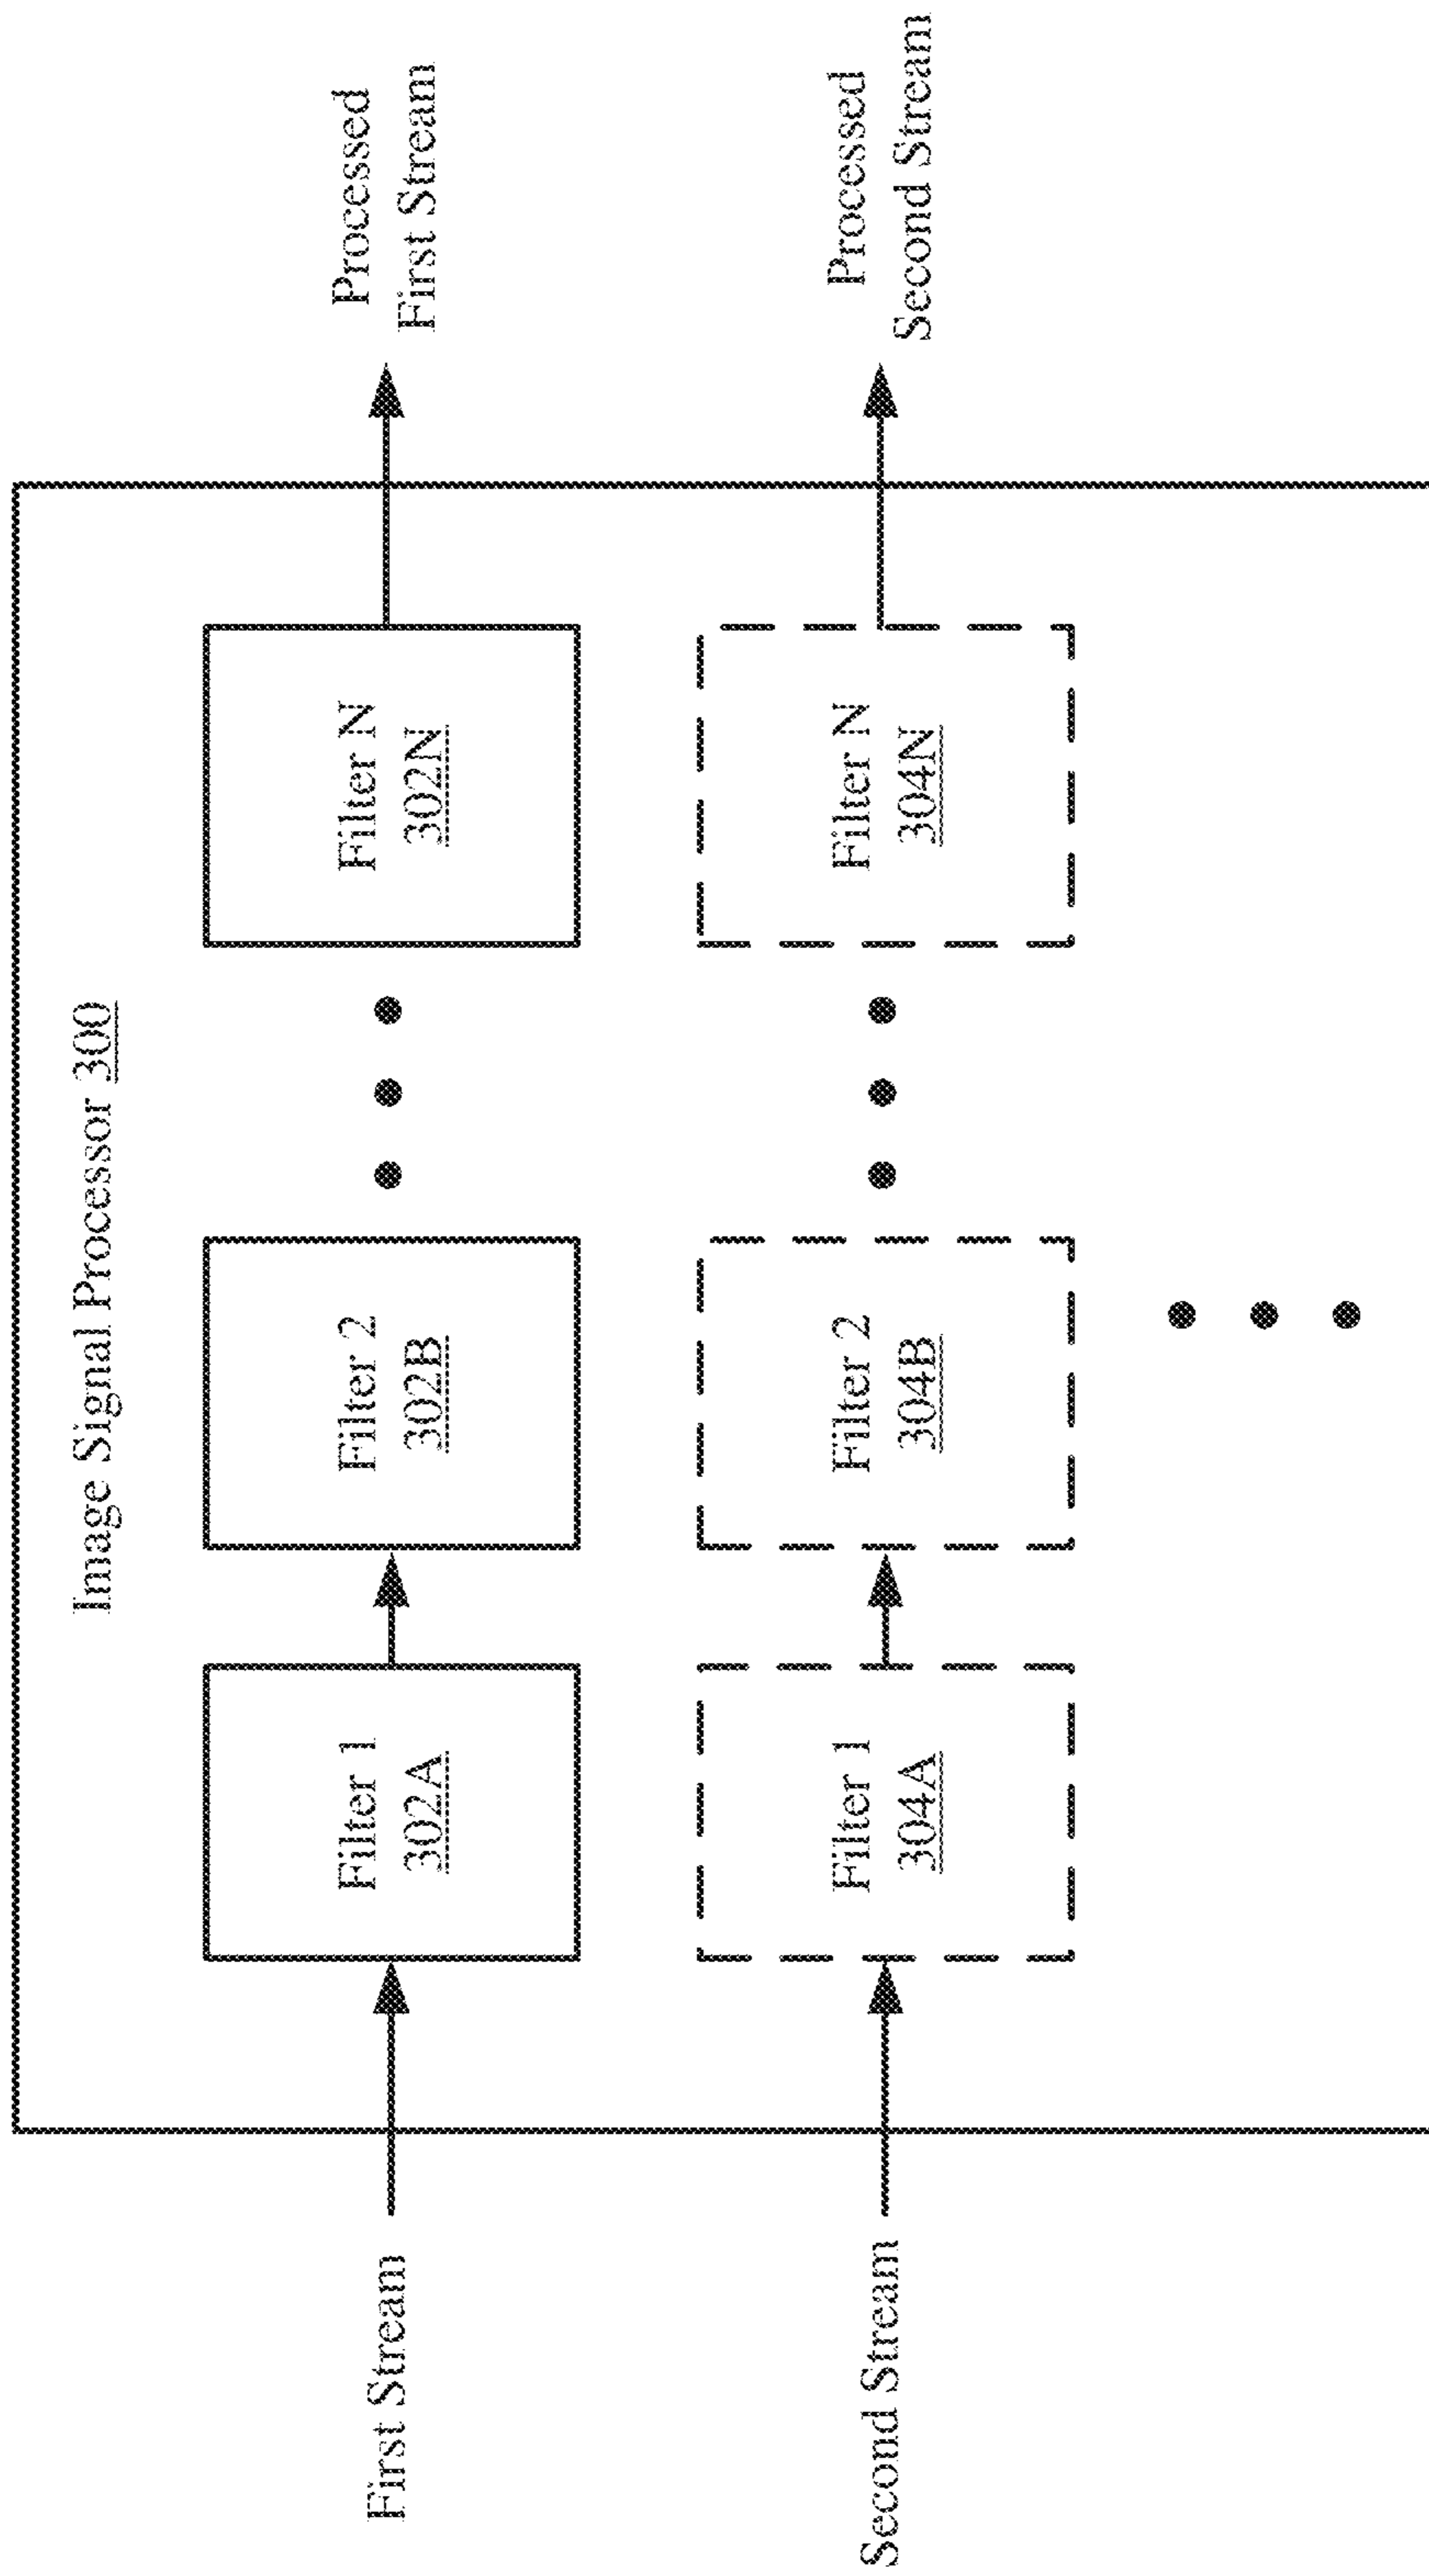 Image Signal Processor 300
First Stream
Filter 1
302A
Filter 2
302B
Filter N
302N
Processed
First Stream
Second Stream
Filter 1
304A
Filter 2
304B
Filter N
304N
Processed
Second Stream